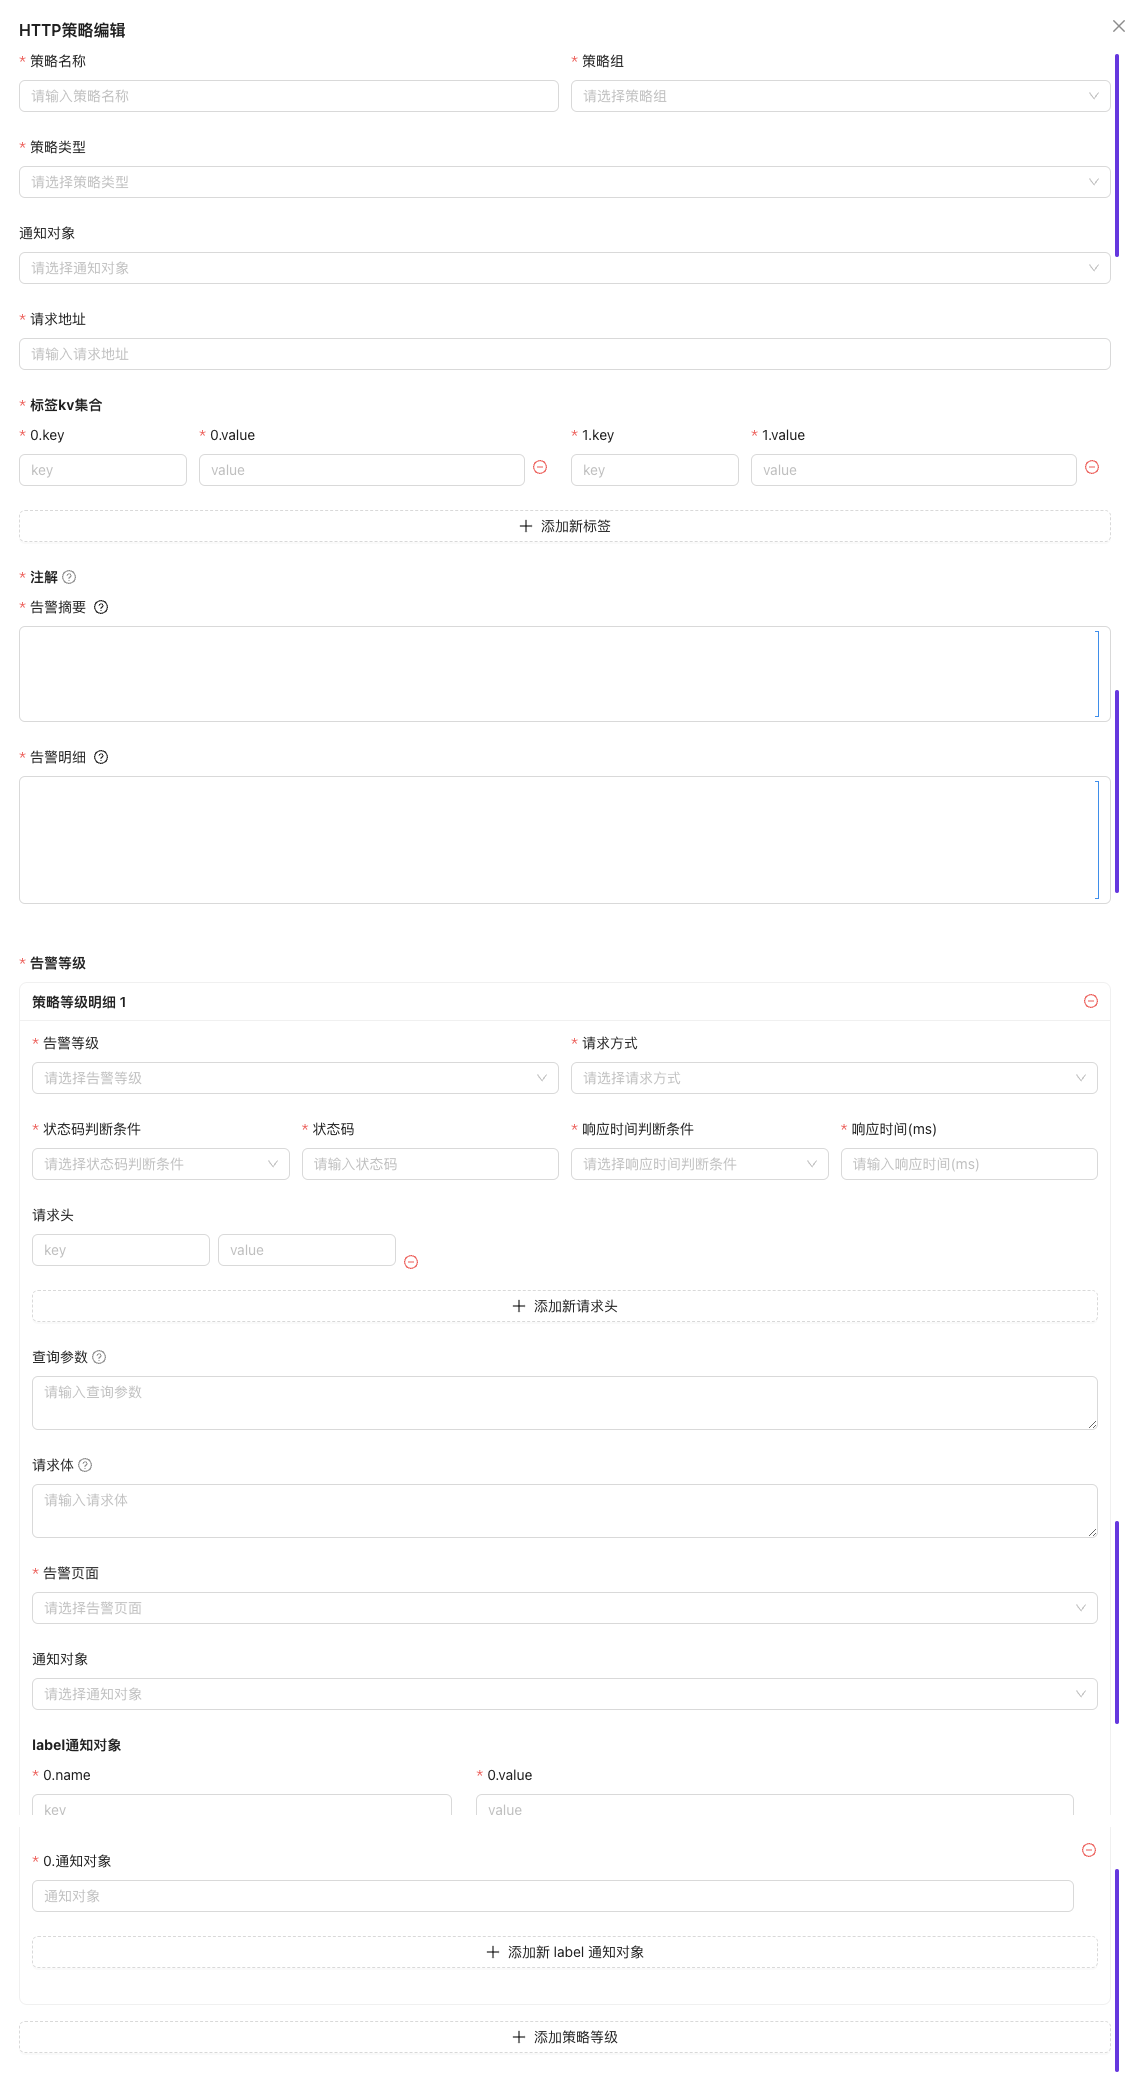 HTTP策略编辑
* 策略名称 * 策略组
请输入策略名称 请选择策略组
* 策略类型
请选择策略类型
通知对象
请选择通知对象
* 请求地址
请输入请求地址
* 标签kv集合
* 0.key * 0.value * 1.key * 1.value
key value key value
添加新标签
* 注解
* 告警摘要
* 告警明细
* 告警等级
策略等级明细 1
* 告警等级 * 请求方式
请选择告警等级 请选择请求方式
* 状态码判断条件 * 状态码 * 响应时间判断条件 * 响应时间(ms)
请选择状态码判断条件 请输入状态码 请选择响应时间判断条件 请输入响应时间(ms)
请求头
key value
添加新请求头
查询参数
请输入查询参数
请求体
请输入请求体
* 告警页面
请选择告警页面
通知对象
请选择通知对象
label通知对象
* 0.name * 0.value
key value
* 0.通知对象
通知对象
添加新 label 通知对象
添加策略等级